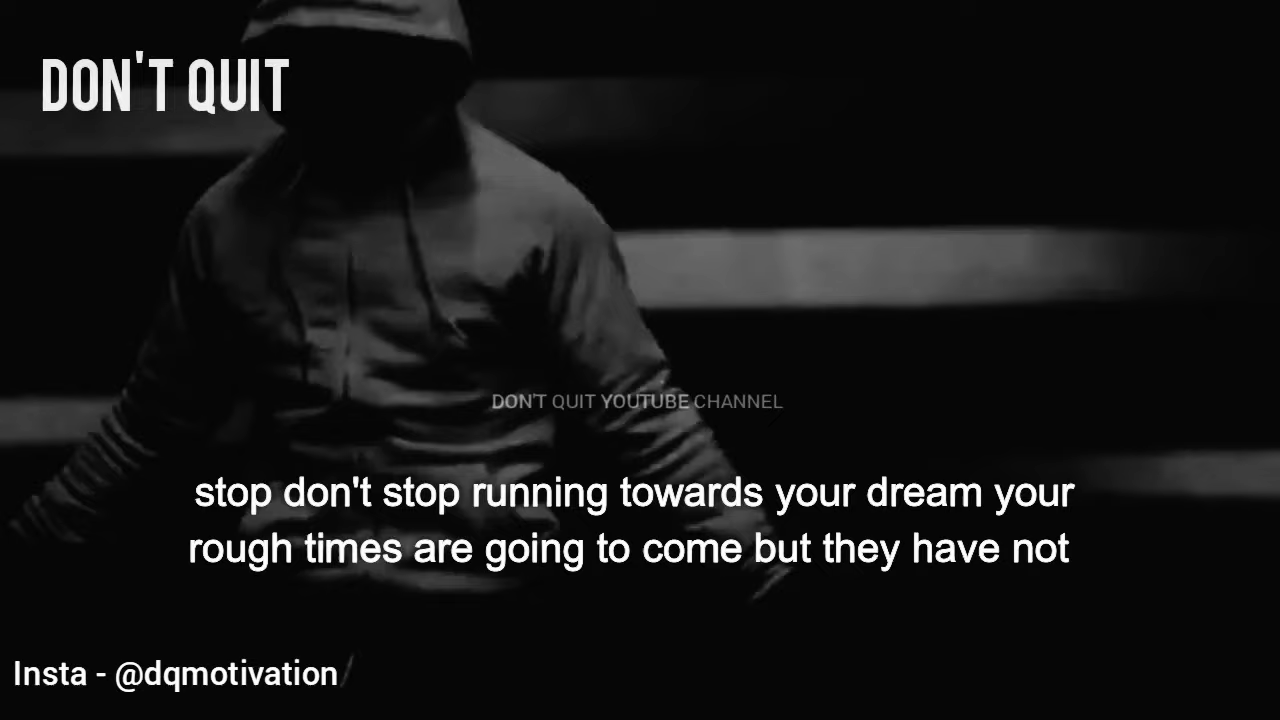 DON'T QUIT
DON'T QUIT YOUTUBE CHANNEL
stop don't stop running towards your dream your
rough times are going to come but they have not
Insta - @dqmotivation